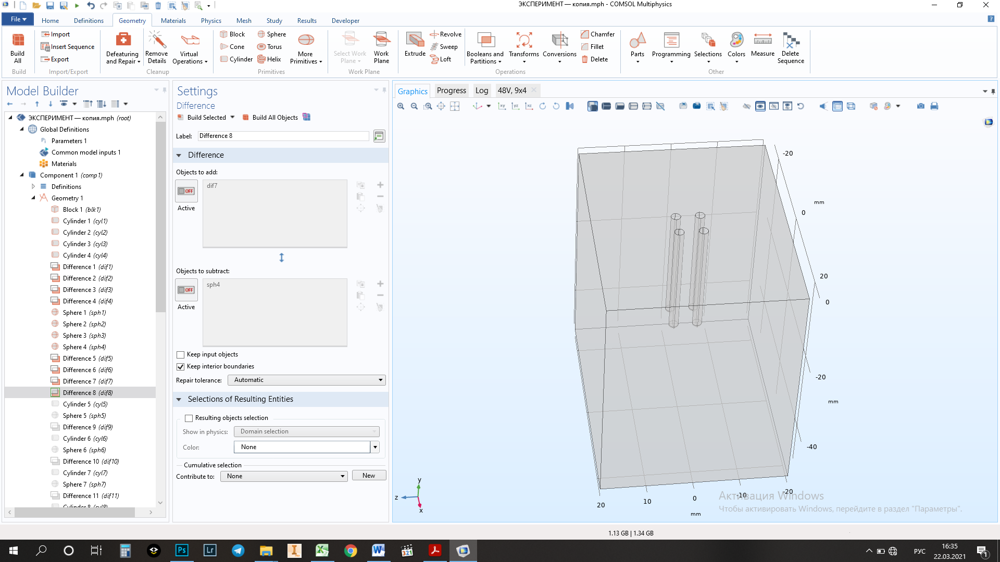 ЭКСПЕРИМЕНТ — копия.mph - COMSOL Multiphysics
File Home Definitions Geometry Materials Physics Mesh Study Results Developer
Build All
Build
Import
Insert Sequence
Export
Import/Export
Defeaturing and Repair
Remove Details
Virtual Operations
Cleanup
Block
Cone
Cylinder
Sphere
Torus
Helix
More Primitives
Primitives
Select Work Plane
Work Plane
Work Plane
Extrude
Revolve
Sweep
Loft
Booleans and Partitions
Transforms
Conversions
Chamfer
Fillet
Delete
Operations
Parts
Programming
Selections
Colors
Measure
Delete Sequence
Other
Model Builder
ЭКСПЕРИМЕНТ — копия.mph (root)
Global Definitions
Pi Parameters 1
Common model inputs 1
Materials
Component 1 (comp1)
Definitions
Geometry 1
Block 1 (blk1)
Cylinder 1 (cyl1)
Cylinder 2 (cyl2)
Cylinder 3 (cyl3)
Cylinder 4 (cyl4)
Difference 1 (dif1)
Difference 2 (dif2)
Difference 3 (dif3)
Difference 4 (dif4)
Sphere 1 (sph1)
Sphere 2 (sph2)
Sphere 3 (sph3)
Sphere 4 (sph4)
Difference 5 (dif5)
Difference 6 (dif6)
Difference 7 (dif7)
Difference 8 (dif8)
Cylinder 5 (cyl5)
Sphere 5 (sph5)
Difference 9 (dif9)
Cylinder 6 (cyl6)
Sphere 6 (sph6)
Difference 10 (dif10)
Cylinder 7 (cyl7)
Sphere 7 (sph7)
Difference 11 (dif11)
Cylinder 8 (cyl8)
Settings
Difference
Build Selected Build All Objects
Label: Difference 8
Difference
Objects to add:
OFF
Active
dif7
Objects to subtract:
OFF
Active
sph4
Keep input objects
Keep interior boundaries
Repair tolerance: Automatic
Selections of Resulting Entities
Resulting objects selection
Show in physics: Domain selection
Color: None
Cumulative selection
Contribute to: None New
Graphics Progress Log 48V, 9x4
xy yz xz
-20
mm
0
20
0
-20
mm
-40
-20
-10
0
10
20
mm
y
z
x
Активация Windows
Чтобы активировать Windows, перейдите в раздел "Параметры".
1.13 GB | 1.34 GB
Ps Lr I X W 321
РУС
16:35
22.03.2021
1